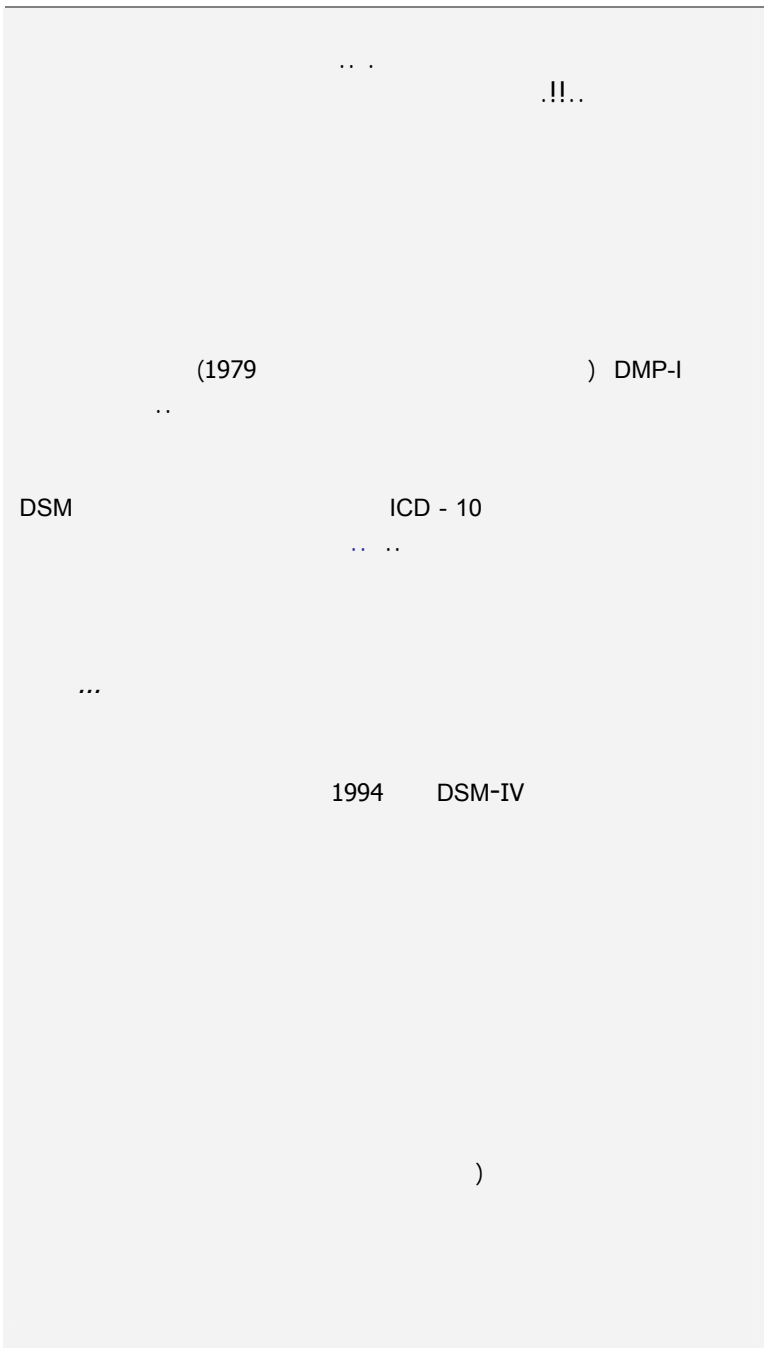 .. .
.!!..
(1979 ) DMP-I
..
DSM ICD - 10
.. ..
...
1994 DSM-IV
)